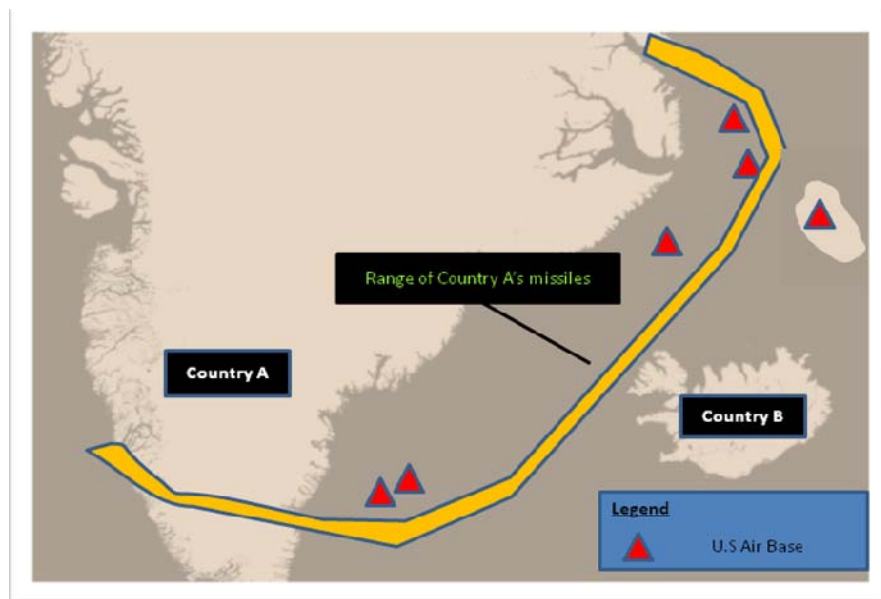 Range of Country A's missiles
Country A
Country B
Legend
U.S Air Base